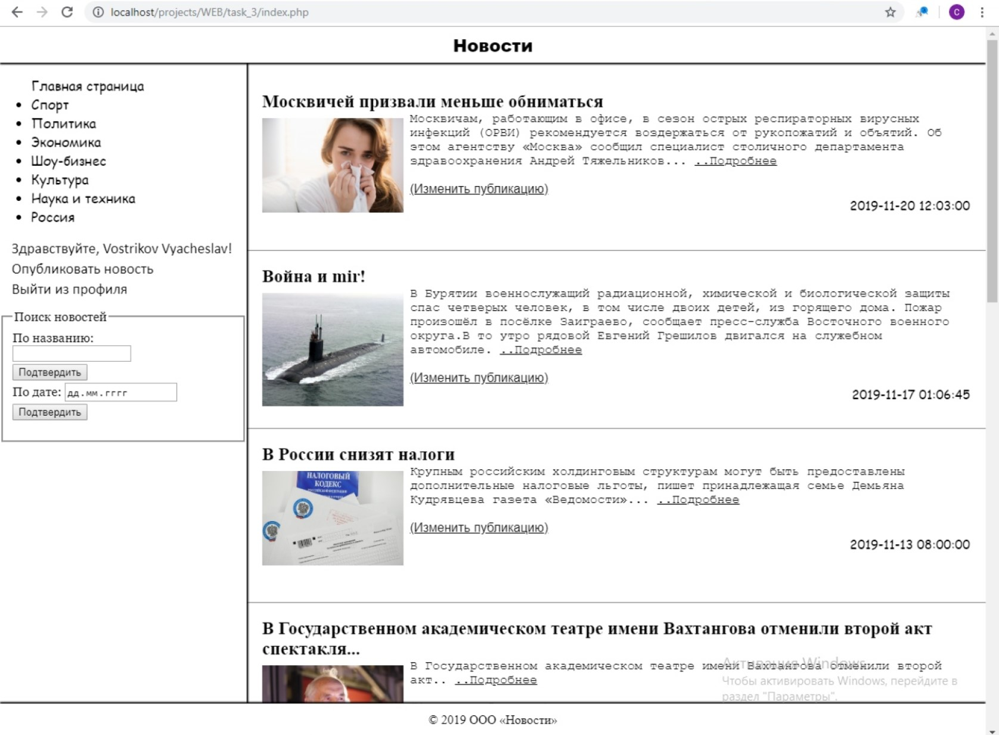 localhost/projects/WEB/task_3/index.php
C
Новости
Главная страница
Спорт
Политика
Экономика
Шоу-бизнес
Культура
Наука и техника
Россия
Здравствуйте, Vostrikov Vyacheslav!
Опубликовать новость
Выйти из профиля
Поиск новостей
По названию:
Подтвердить
По дате: дд.мм.гггг
Подтвердить
Москвичей призвали меньше обниматься
Москвичам, работающим в офисе, в сезон острых респираторных вирусных
инфекций (ОРВИ) рекомендуется воздержаться от рукопожатий и объятий. Об
этом агентству «Москва» сообщил специалист столичного департамента
здравоохранения Андрей Тяжельников... ..Подробнее
(Изменить публикацию)
2019-11-20 12:03:00
Война и mir!
В Бурятии военнослужащий радиационной, химической и биологической защиты
спас четверых человек, в том числе двоих детей, из горящего дома. Пожар
произошёл в посёлке Заиграево, сообщает пресс-служба Восточного военного
округа.В то утро рядовой Евгений Грешилов двигался на служебном
автомобиле. ..Подробнее
(Изменить публикацию)
2019-11-17 01:06:45
В России снизят налоги
НАЛОГОВЫЙ
КОДЕКС
Крупным российским холдинговым структурам могут быть предоставлены
дополнительные налоговые льготы, пишет принадлежащая семье Демьяна
Кудрявцева газета «Ведомости»... ..Подробнее
(Изменить публикацию)
2019-11-13 08:00:00
В Государственном академическом театре имени Вахтангова отменили второй акт
спектакля...
В Государственном академическом театре имени Вахтангова отменили второй
акт.. ..Подробнее
Активация Windows
Чтобы активировать Windows, перейдите в
раздел "Параметры".
© 2019 ООО «Новости»